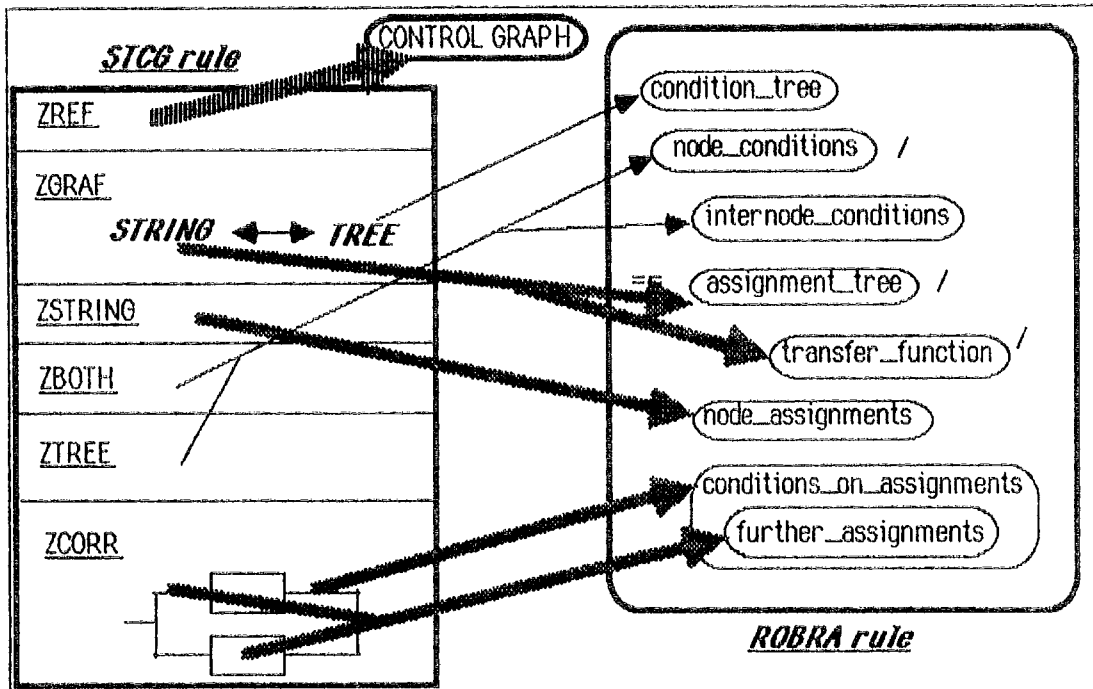 CONTROL GRAPH
STCG rule
ZREF
ZGRAF
STRING TREE
ZSTRING
ZBOTH
ZTREE
ZCORR
condition_tree
node_conditions /
internode_conditions
== assignment_tree /
transfer_function /
node_assignments
conditions_on_assignments
further_assignments
ROBRA rule